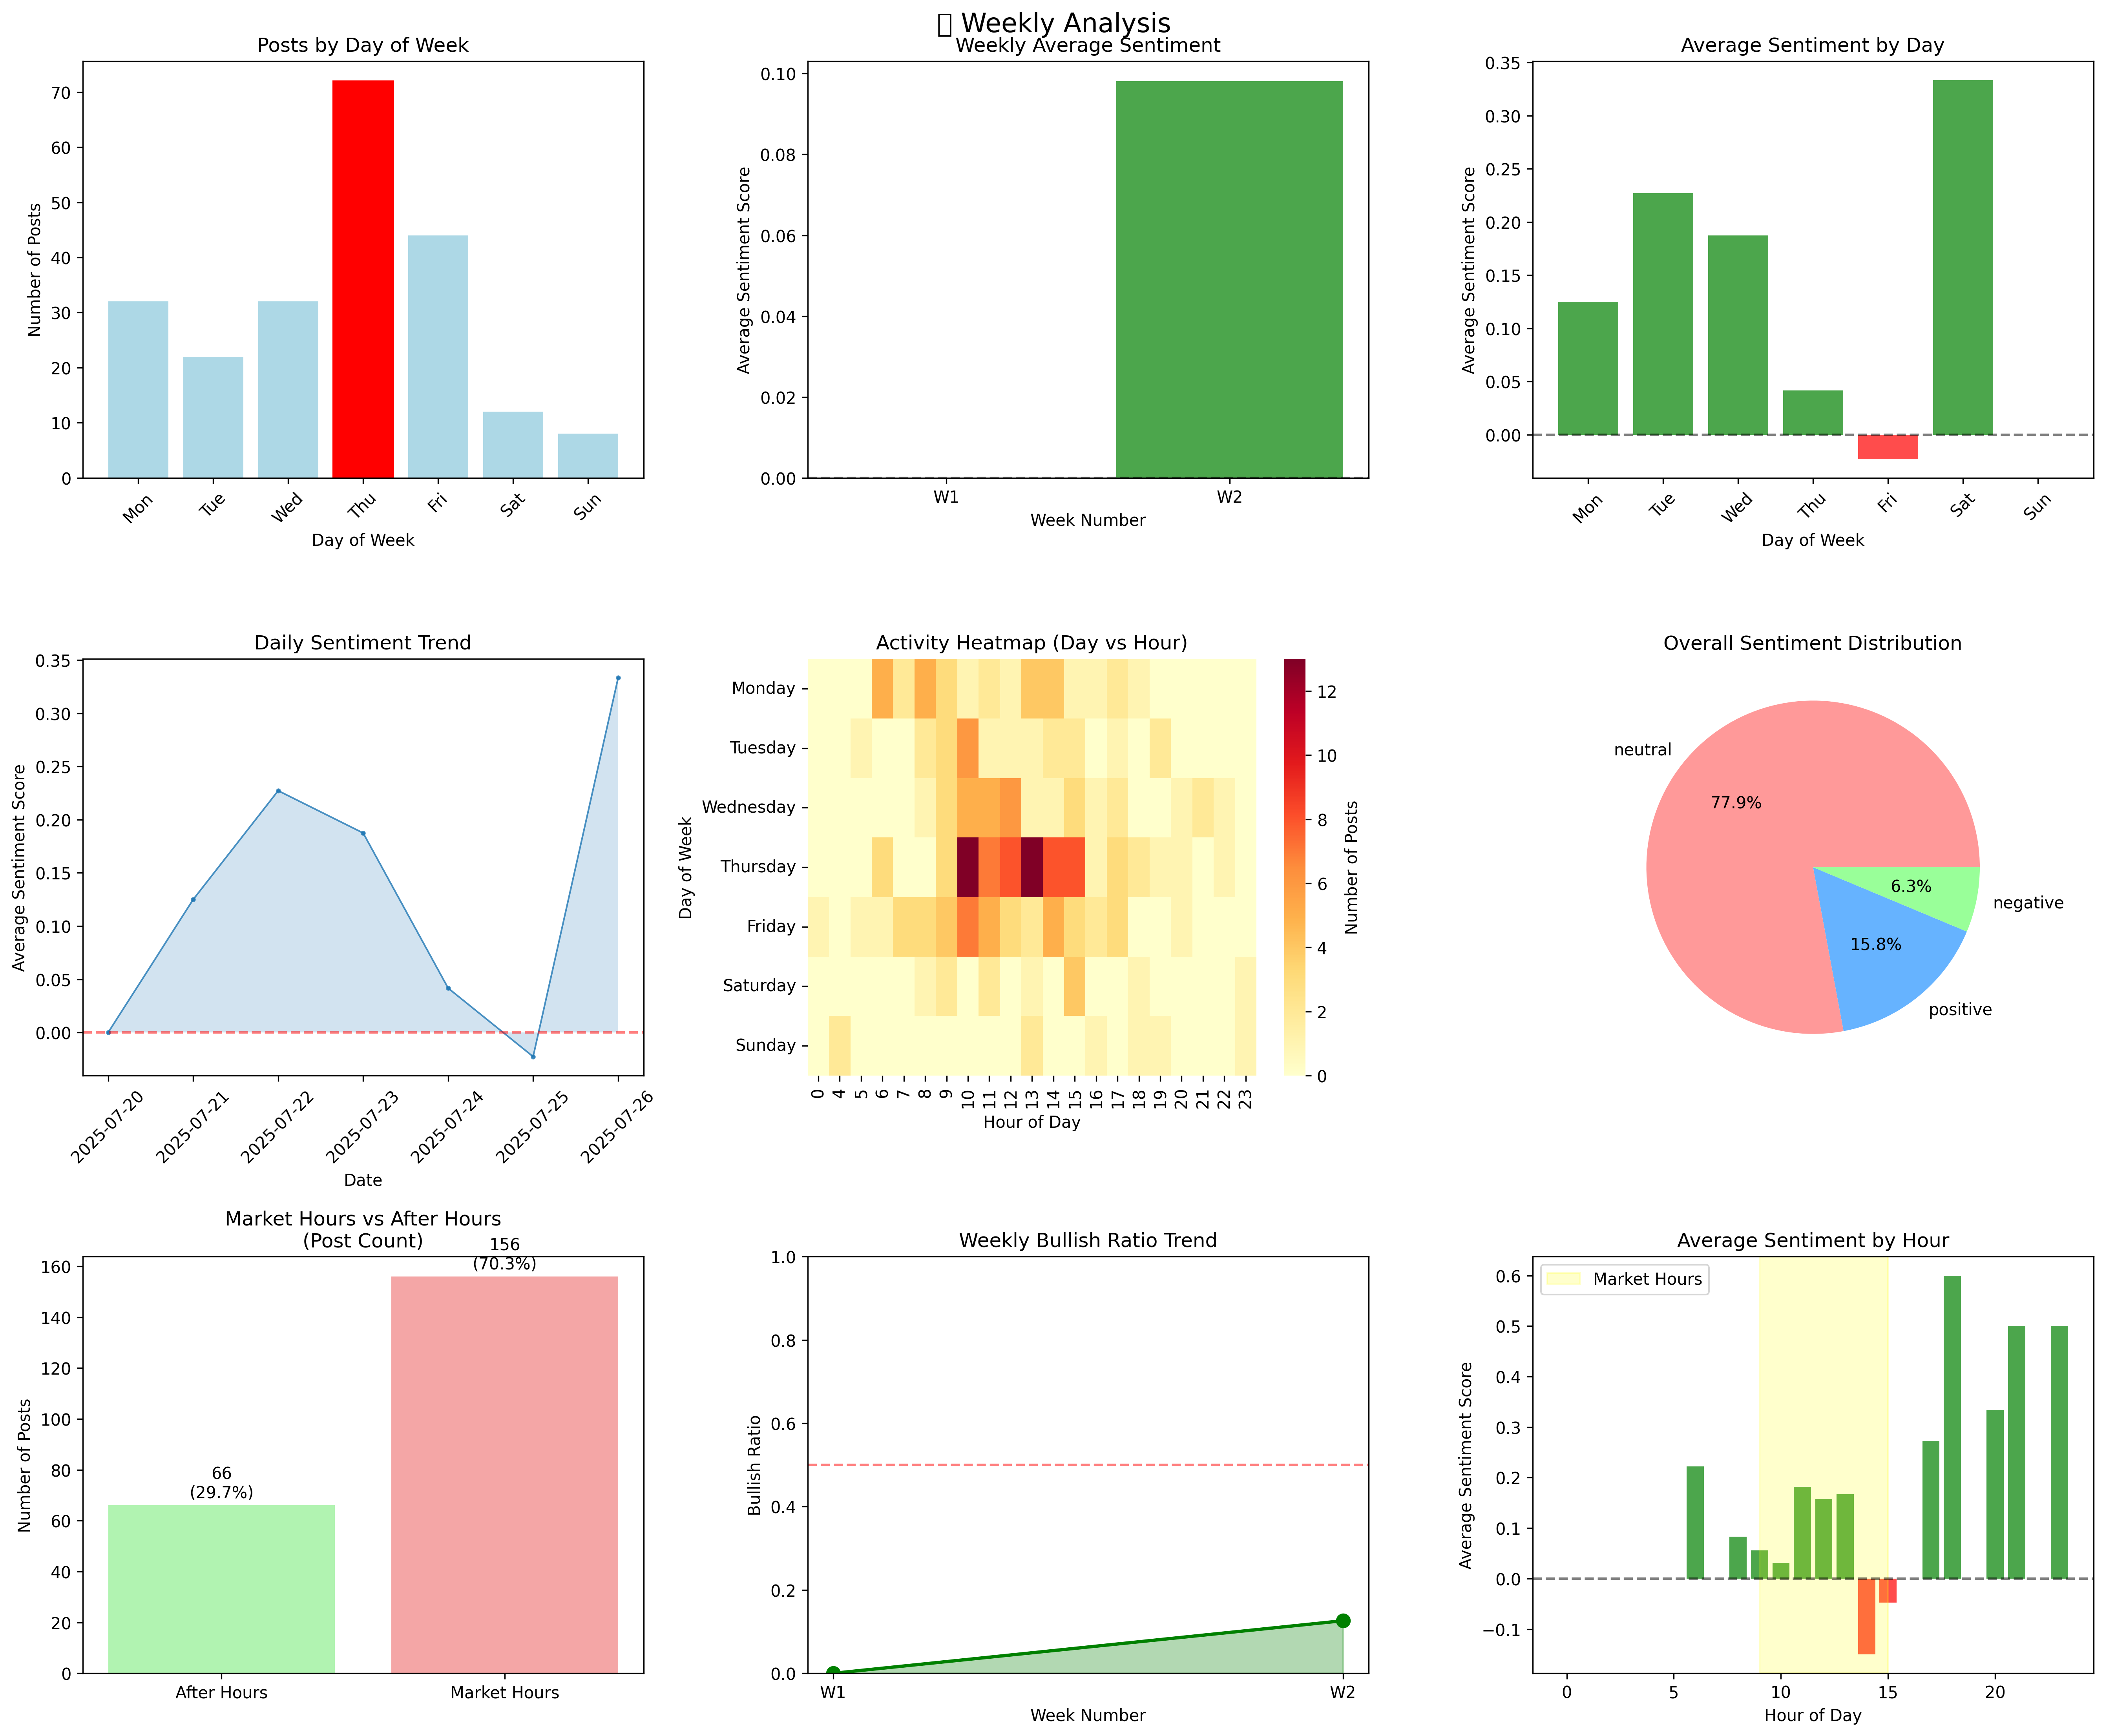 Weekly Analysis
Posts by Day of Week
Number of Posts
70
60
50
40
30
20
10
0
Mon Tue Wed Thu Fri Sat Sun
Day of Week
Weekly Average Sentiment
Average Sentiment Score
0.10
0.08
0.06
0.04
0.02
0.00
W1 W2
Week Number
Average Sentiment by Day
Average Sentiment Score
0.35
0.30
0.25
0.20
0.15
0.10
0.05
0.00
Mon Tue Wed Thu Fri Sat Sun
Day of Week
Daily Sentiment Trend
Average Sentiment Score
0.35
0.30
0.25
0.20
0.15
0.10
0.05
0.00
2025-07-20 2025-07-21 2025-07-22 2025-07-23 2025-07-24 2025-07-25 2025-07-26
Date
Activity Heatmap (Day vs Hour)
Day of Week
Monday
Tuesday
Wednesday
Thursday
Friday
Saturday
Sunday
0 4 5 6 7 8 9 10 11 12 13 14 15 16 17 18 19 20 21 22 23
Hour of Day
12
10
8
6
4
2
0
Number of Posts
Overall Sentiment Distribution
neutral
77.9%
6.3%
negative
15.8%
positive
Market Hours vs After Hours
(Post Count)
Number of Posts
160
140
120
100
80
60
40
20
0
156
(70.3%)
66
(29.7%)
After Hours Market Hours
Weekly Bullish Ratio Trend
Bullish Ratio
1.0
0.8
0.6
0.4
0.2
0.0
W1 W2
Week Number
Average Sentiment by Hour
Market Hours
Average Sentiment Score
0.6
0.5
0.4
0.3
0.2
0.1
0.0
−0.1
0 5 10 15 20
Hour of Day